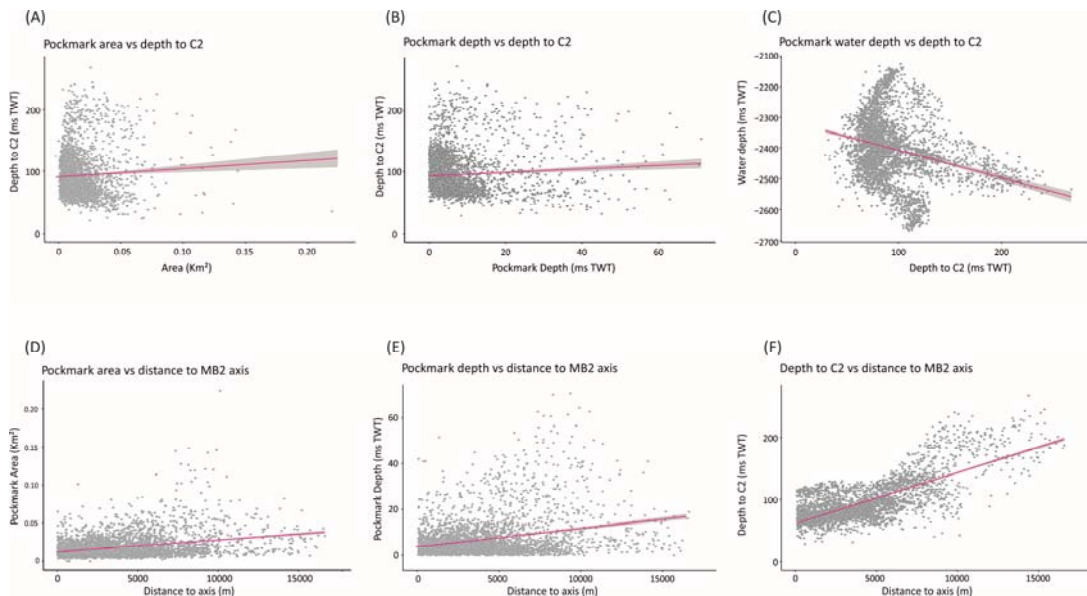 (A)
Pockmark area vs depth to C2
Depth to C2 (ms TWT)
200
100
0
0
0.05
0.10
0.15
0.20
Area (Km²)
(B)
Pockmark depth vs depth to C2
Depth to C2 (ms TWT)
200
100
0
0
20
40
60
Pockmark Depth (ms TWT)
(C)
Pockmark water depth vs depth to C2
Water depth (ms TWT)
−2100
−2200
−2300
−2400
−2500
−2600
−2700
0
100
200
Depth to C2 (ms TWT)
(D)
Pockmark area vs distance to MB2 axis
Pockmark Area (Km²)
0.20
0.15
0.10
0.05
0
0
5000
10000
15000
Distance to axis (m)
(E)
Pockmark depth vs distance to MB2 axis
Pockmark Depth (ms TWT)
60
40
20
0
0
5000
10000
15000
Distance to axis (m)
(F)
Depth to C2 vs distance to MB2 axis
Depth to C2 (ms TWT)
200
100
0
0
5000
10000
15000
Distance to axis (m)